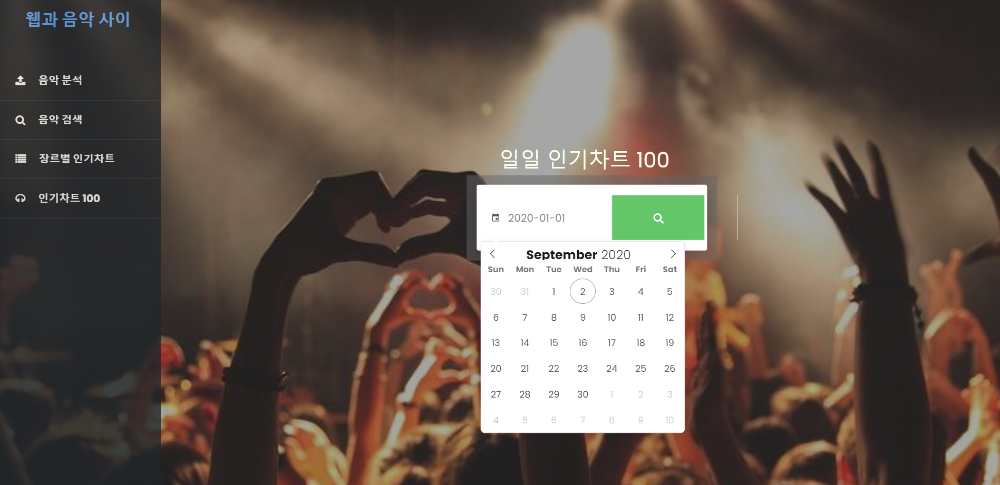 웹과 음악 사이
음악 분석
음악 검색
장르별 인기차트
인기차트 100
일일 인기차트 100
2020-01-01
September 2020
Sun Mon Tue Wed Thu Fri Sat
30 31 1 2 3 4 5
6 7 8 9 10 11 12
13 14 15 16 17 18 19
20 21 22 23 24 25 26
27 28 29 30 1 2 3
4 5 6 7 8 9 10